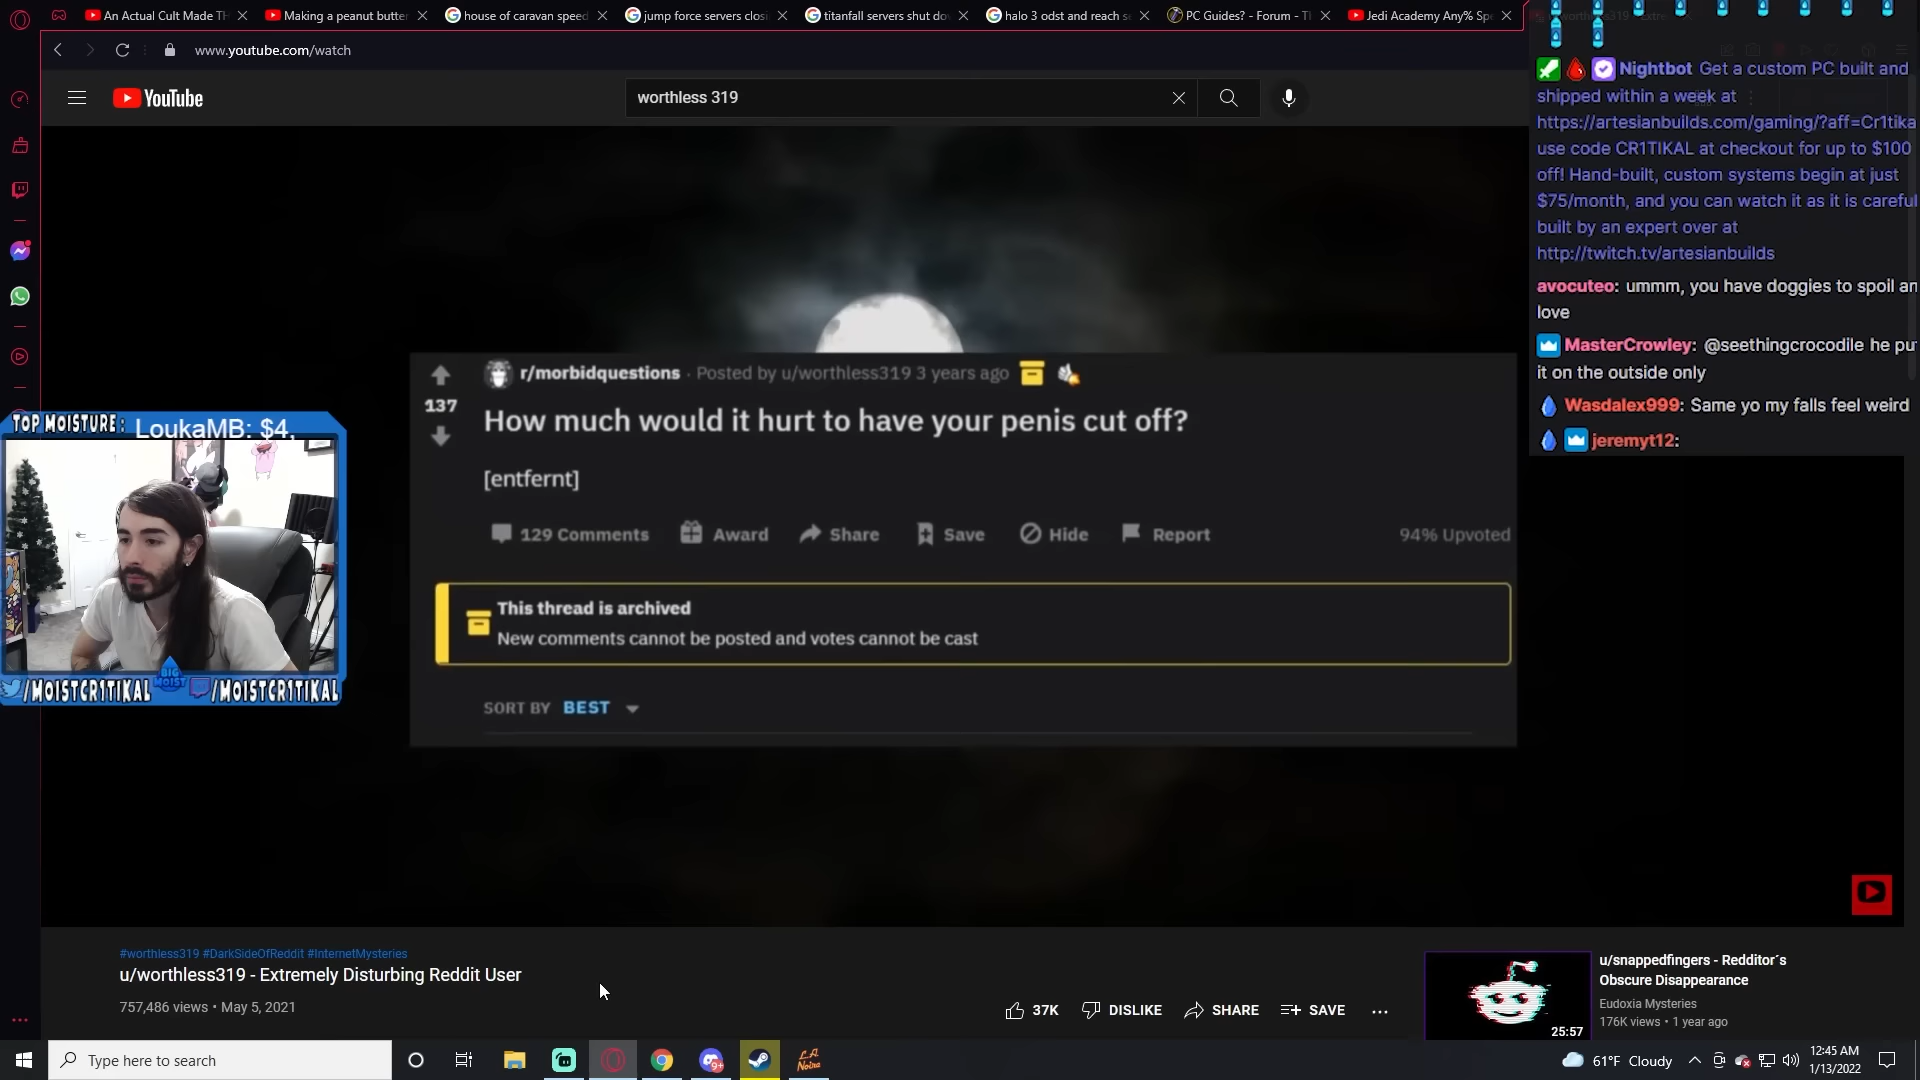 An Actual Cult Made Th
Making a peanut butter
house of caravan speed
jump force servers closi
titanfall servers shut do
halo 3 odst and reach s
PC Guides? - Forum - Th
Jedi Academy Any% Spe
www.youtube.com/watch
YouTube
worthless 319
Nightbot Get a custom PC built and
shipped within a week at
https://artesianbuilds.com/gaming/?aff=Cr1tika
use code CR1TIKAL at checkout for up to $100
off! Hand-built, custom systems begin at just
$75/month, and you can watch it as it is careful
built by an expert over at
http://twitch.tv/artesianbuilds
avocuteo: ummm, you have doggies to spoil an
love
MasterCrowley: @seethingcrocodile he put
it on the outside only
Wasdalex999: Same yo my falls feel weird
jeremyt12:
r/morbidquestions · Posted by u/worthless319 3 years ago
137
How much would it hurt to have your penis cut off?
[entfernt]
129 Comments Award Share Save Hide Report 94% Upvoted
This thread is archived
New comments cannot be posted and votes cannot be cast
SORT BY BEST
TOP MOISTURE: LoukaMB: $4,
BIG
MOIST
/MOISTCR1TIKAL /MOISTCR1TIKAL
#worthless319 #DarkSideOfReddit #InternetMysteries
u/worthless319 - Extremely Disturbing Reddit User
757,486 views • May 5, 2021
37K DISLIKE SHARE SAVE
u/snappedfingers - Redditor´s
Obscure Disappearance
Eudoxia Mysteries
176K views • 1 year ago
25:57
Type here to search
9+
L.A.
Noire
61°F Cloudy
12:45 AM
1/13/2022